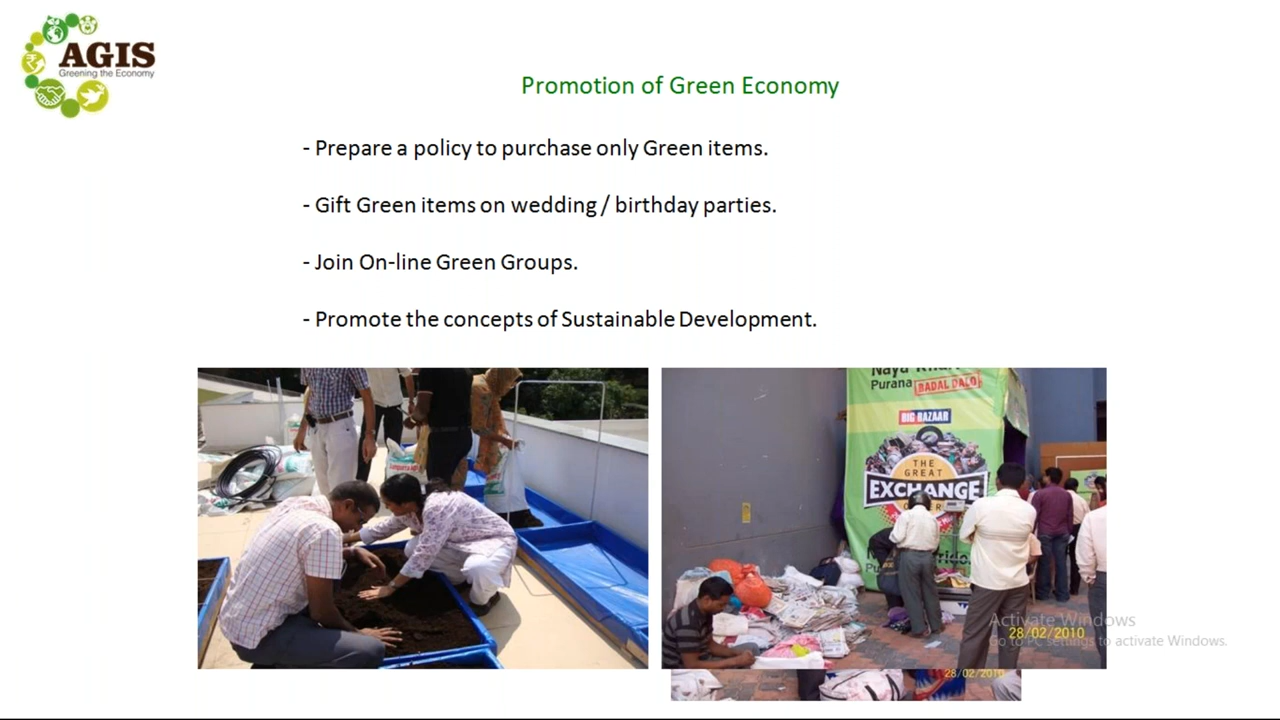 AGIS
Greening the Economy
Promotion of Green Economy
- Prepare a policy to purchase only Green items.
- Gift Green items on wedding / birthday parties.
- Join On-line Green Groups.
- Promote the concepts of Sustainable Development.
Naya
Purana BADAL DALO
BIG BAZAAR
THE
GREAT
EXCHANGE
Activate Windows
28/02/2010
Go to PC settings to activate Windows.
28/02/2010